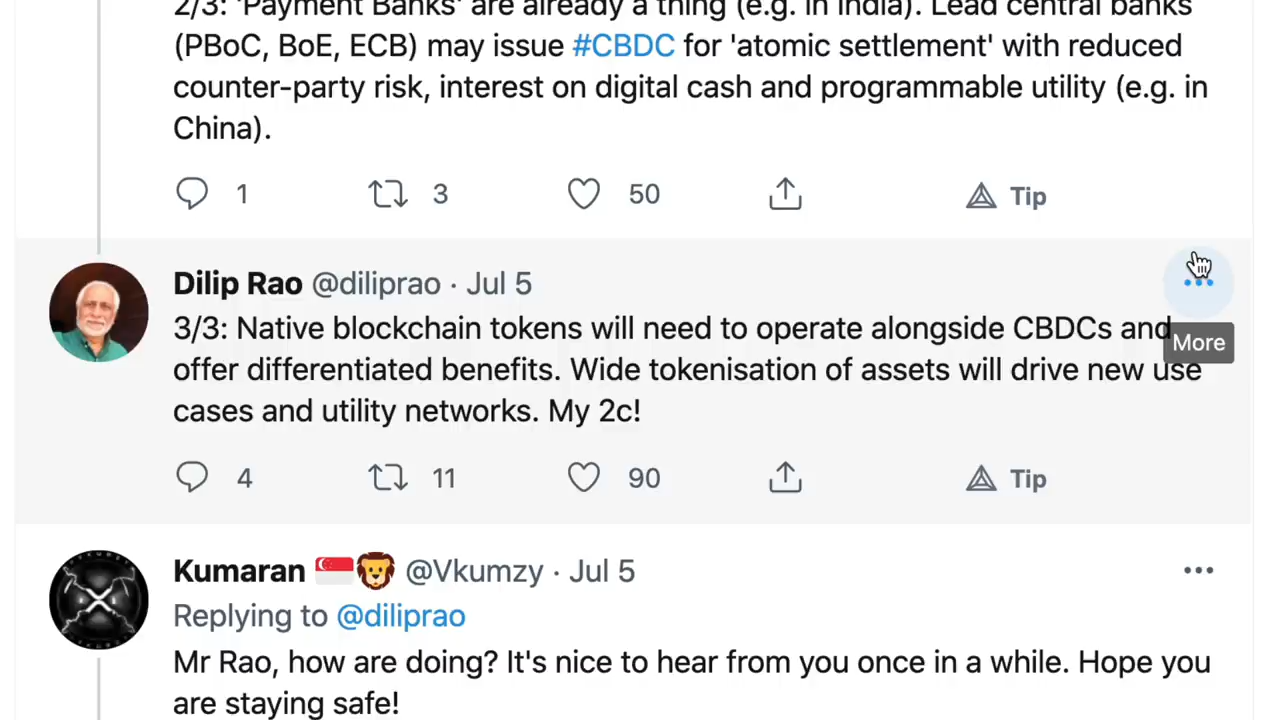 2/3: 'Payment Banks' are already a thing (e.g. in India). Lead central banks
(PBoC, BoE, ECB) may issue #CBDC for 'atomic settlement' with reduced
counter-party risk, interest on digital cash and programmable utility (e.g. in
China).
1 3 50 Tip
Dilip Rao @diliprao · Jul 5
3/3: Native blockchain tokens will need to operate alongside CBDCs and
More
offer differentiated benefits. Wide tokenisation of assets will drive new use
cases and utility networks. My 2c!
4 11 90 Tip
Kumaran 🇸🇬🦁 @Vkumzy · Jul 5
Replying to @diliprao
Mr Rao, how are doing? It's nice to hear from you once in a while. Hope you
are staying safe!